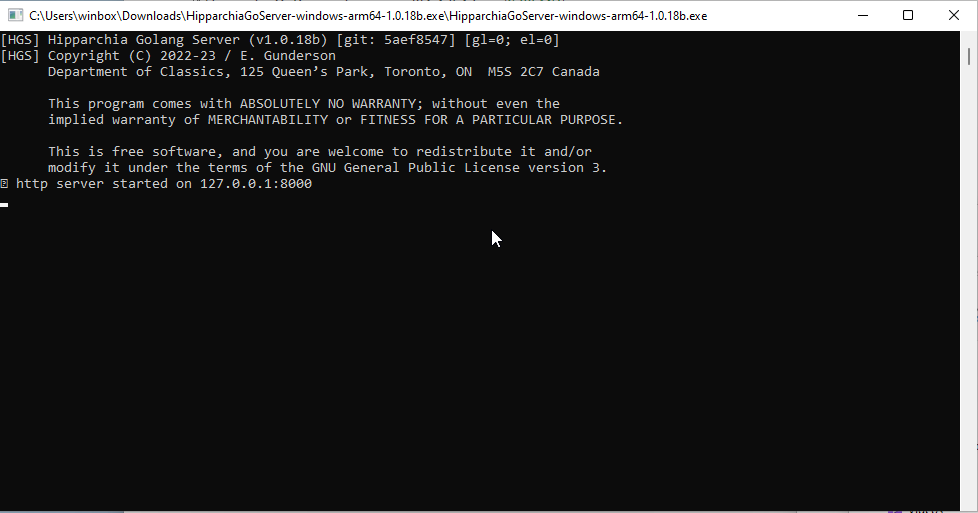 C:\Users\winbox\Downloads\HipparchiaGoServer-windows-arm64-1.0.18b.exe\HipparchiaGoServer-windows-arm64-1.0.18b.exe
[HGS] Hipparchia Golang Server (v1.0.18b) [git: 5aef8547] [gl=0; el=0]
[HGS] Copyright (C) 2022-23 / E. Gunderson
Department of Classics, 125 Queen’s Park, Toronto, ON  M5S 2C7 Canada
This program comes with ABSOLUTELY NO WARRANTY; without even the
implied warranty of MERCHANTABILITY or FITNESS FOR A PARTICULAR PURPOSE.
This is free software, and you are welcome to redistribute it and/or
modify it under the terms of the GNU General Public License version 3.
http server started on 127.0.0.1:8000